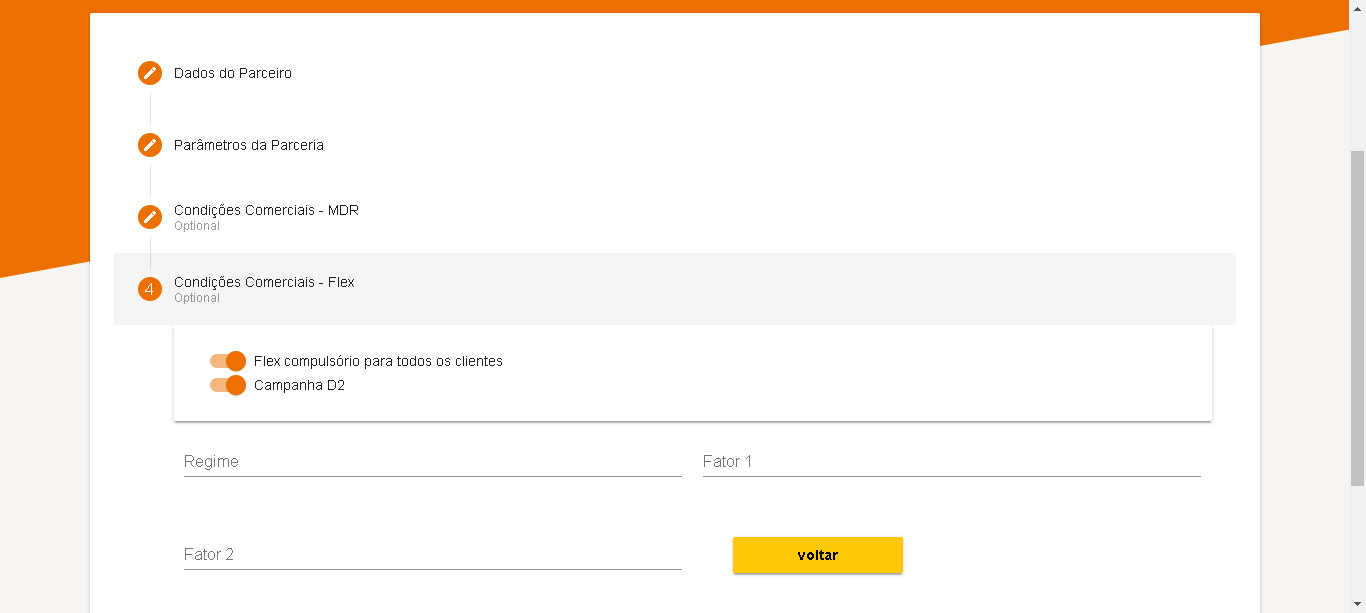 Dados do Parceiro
Parâmetros da Parceria
Condições Comerciais - MDR
Optional
4
Condições Comerciais - Flex
Optional
Flex compulsório para todos os clientes
Campanha D2
Regime
Fator 1
Fator 2
voltar